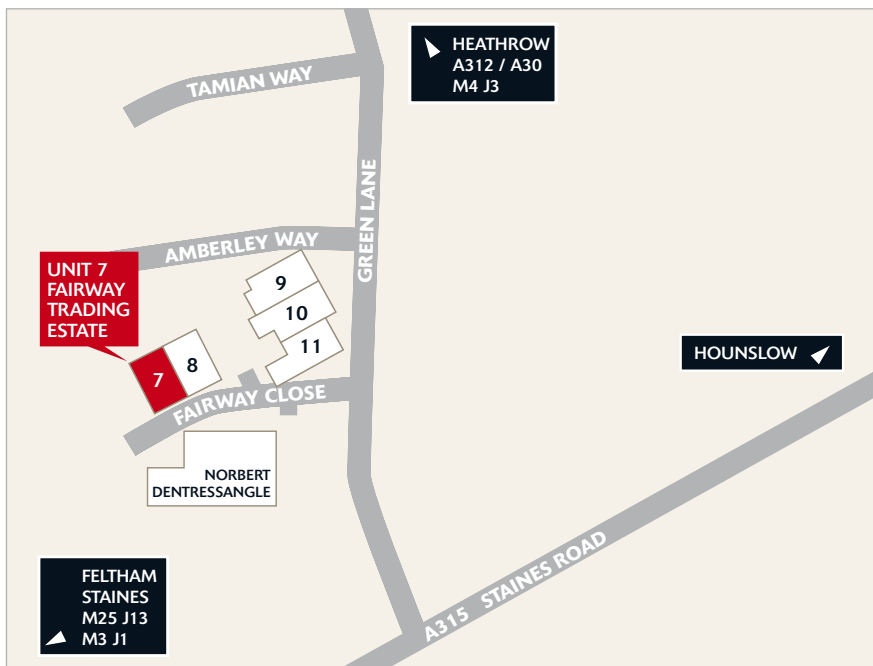 HEATHROW
A312 / A30
M4 J3
TAMIAN WAY
GREEN LANE
AMBERLEY WAY
UNIT 7
FAIRWAY
TRADING
ESTATE
9
10
11
8
7
FAIRWAY CLOSE
HOUNSLOW
NORBERT
DENTRESSANGLE
A315 STAINES ROAD
FELTHAM
STAINES
M25 J13
M3 J1